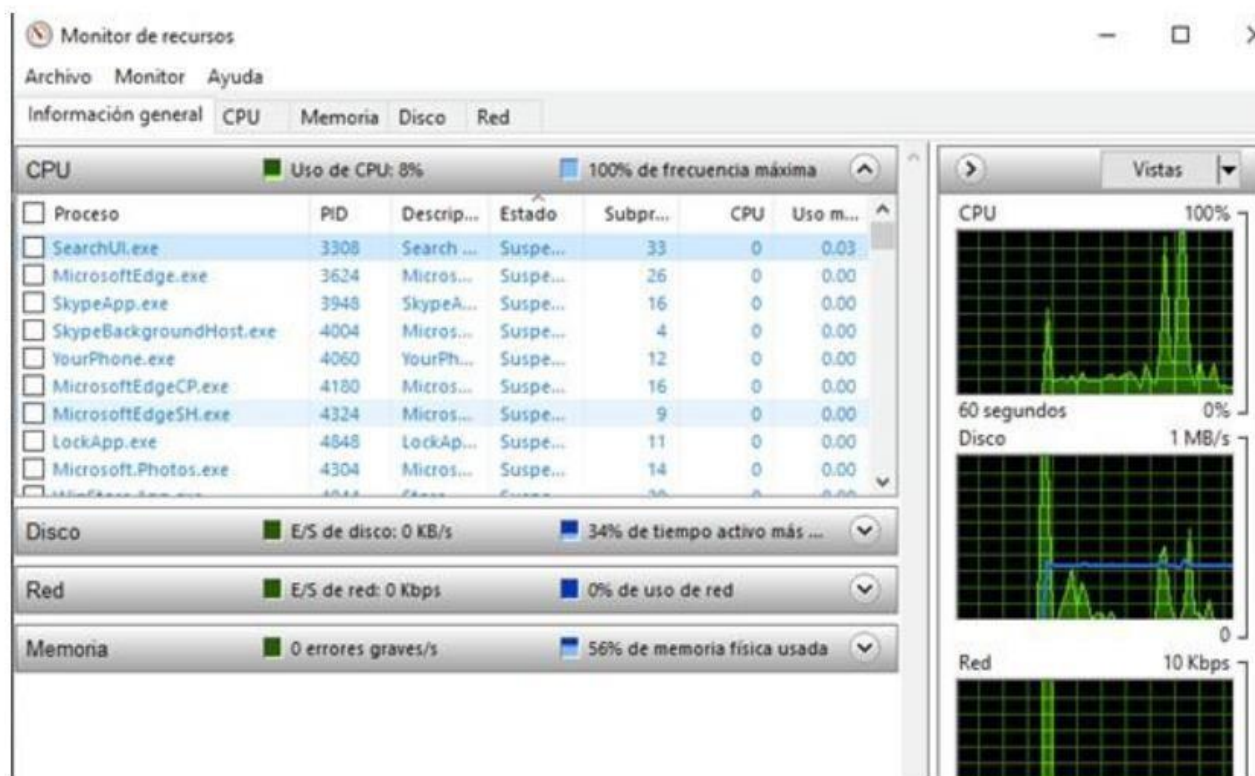 Monitor de recursos
Archivo Monitor Ayuda
Información general CPU Memoria Disco Red
CPU Uso de CPU: 8% 100% de frecuencia máxima
Proceso PID Descrip... Estado Subpr... CPU Uso m...
SearchUI.exe 3308 Search ... Suspe... 33 0 0.03
MicrosoftEdge.exe 3624 Micros... Suspe... 26 0 0.00
SkypeApp.exe 3948 SkypeA... Suspe... 16 0 0.00
SkypeBackgroundHost.exe 4004 Micros... Suspe... 4 0 0.00
YourPhone.exe 4060 YourPh... Suspe... 12 0 0.00
MicrosoftEdgeCP.exe 4180 Micros... Suspe... 16 0 0.00
MicrosoftEdgeSH.exe 4324 Micros... Suspe... 9 0 0.00
LockApp.exe 4848 LockAp... Suspe... 11 0 0.00
Microsoft.Photos.exe 4304 Micros... Suspe... 14 0 0.00
Disco E/S de disco: 0 KB/s 34% de tiempo activo más ...
Red E/S de red: 0 Kbps 0% de uso de red
Memoria 0 errores graves/s 56% de memoria física usada
Vistas
CPU 100%
60 segundos 0%
Disco 1 MB/s
0
Red 10 Kbps